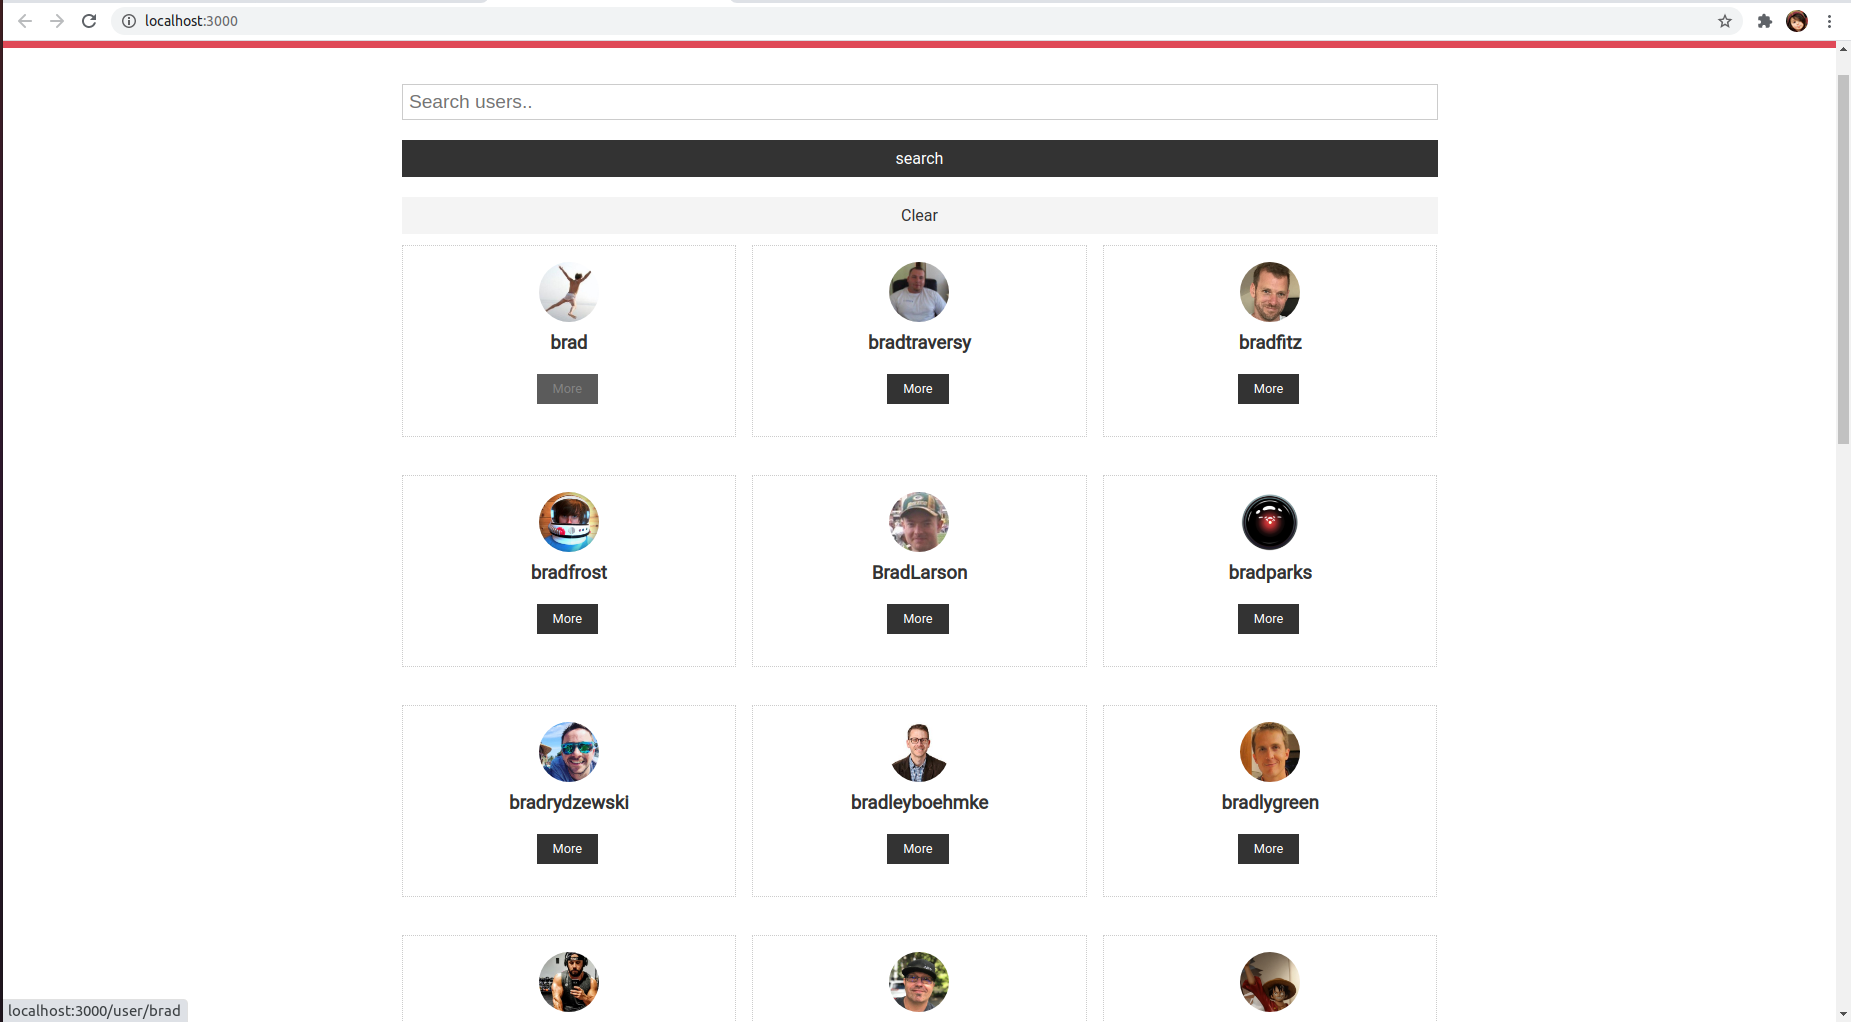 localhost:3000
Search users..
search
Clear
brad
bradtraversy
bradfitz
More
More
More
bradfrost
BradLarson
bradparks
More
More
More
bradrydzewski
bradleyboehmke
bradlygreen
More
More
More
localhost:3000/user/brad